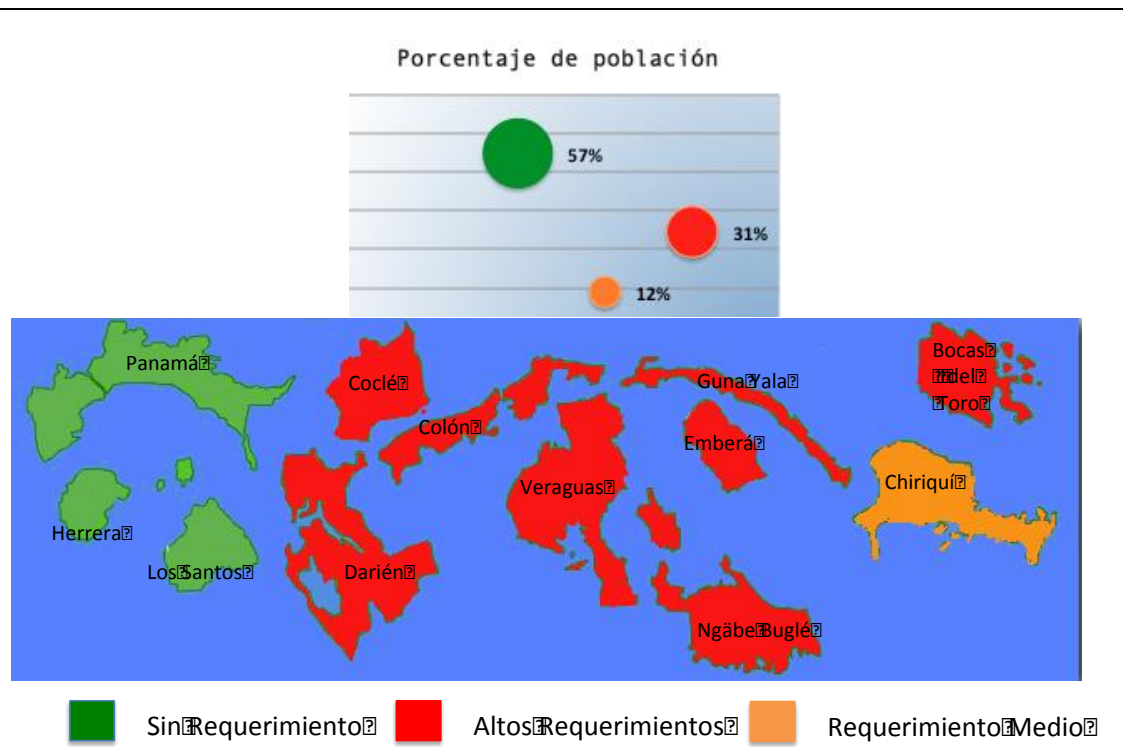 Porcentaje de población
57%
31%
12%
Panamá
Coclé
Colón
Guna Yala
Bocas
del
Toro
Emberá
Chiriquí
Veraguas
Herrera
Los Santos
Darién
Ngäbe Buglé
Sin Requerimiento
Altos Requerimientos
Requerimiento Medio